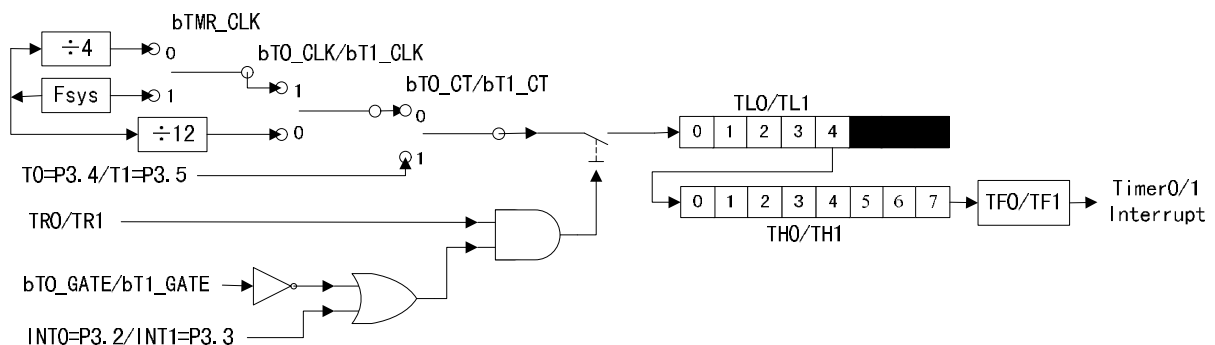 bTMR_CLK
÷4
0
bT0_CLK/bT1_CLK
Fsys
1
1
bT0_CT/bT1_CT
0
÷12
0
TL0/TL1
0 1 2 3 4
T0=P3.4/T1=P3.5
1
0 1 2 3 4 5 6 7
TF0/TF1
Timer0/1
Interrupt
TH0/TH1
TR0/TR1
bT0_GATE/bT1_GATE
INT0=P3.2/INT1=P3.3